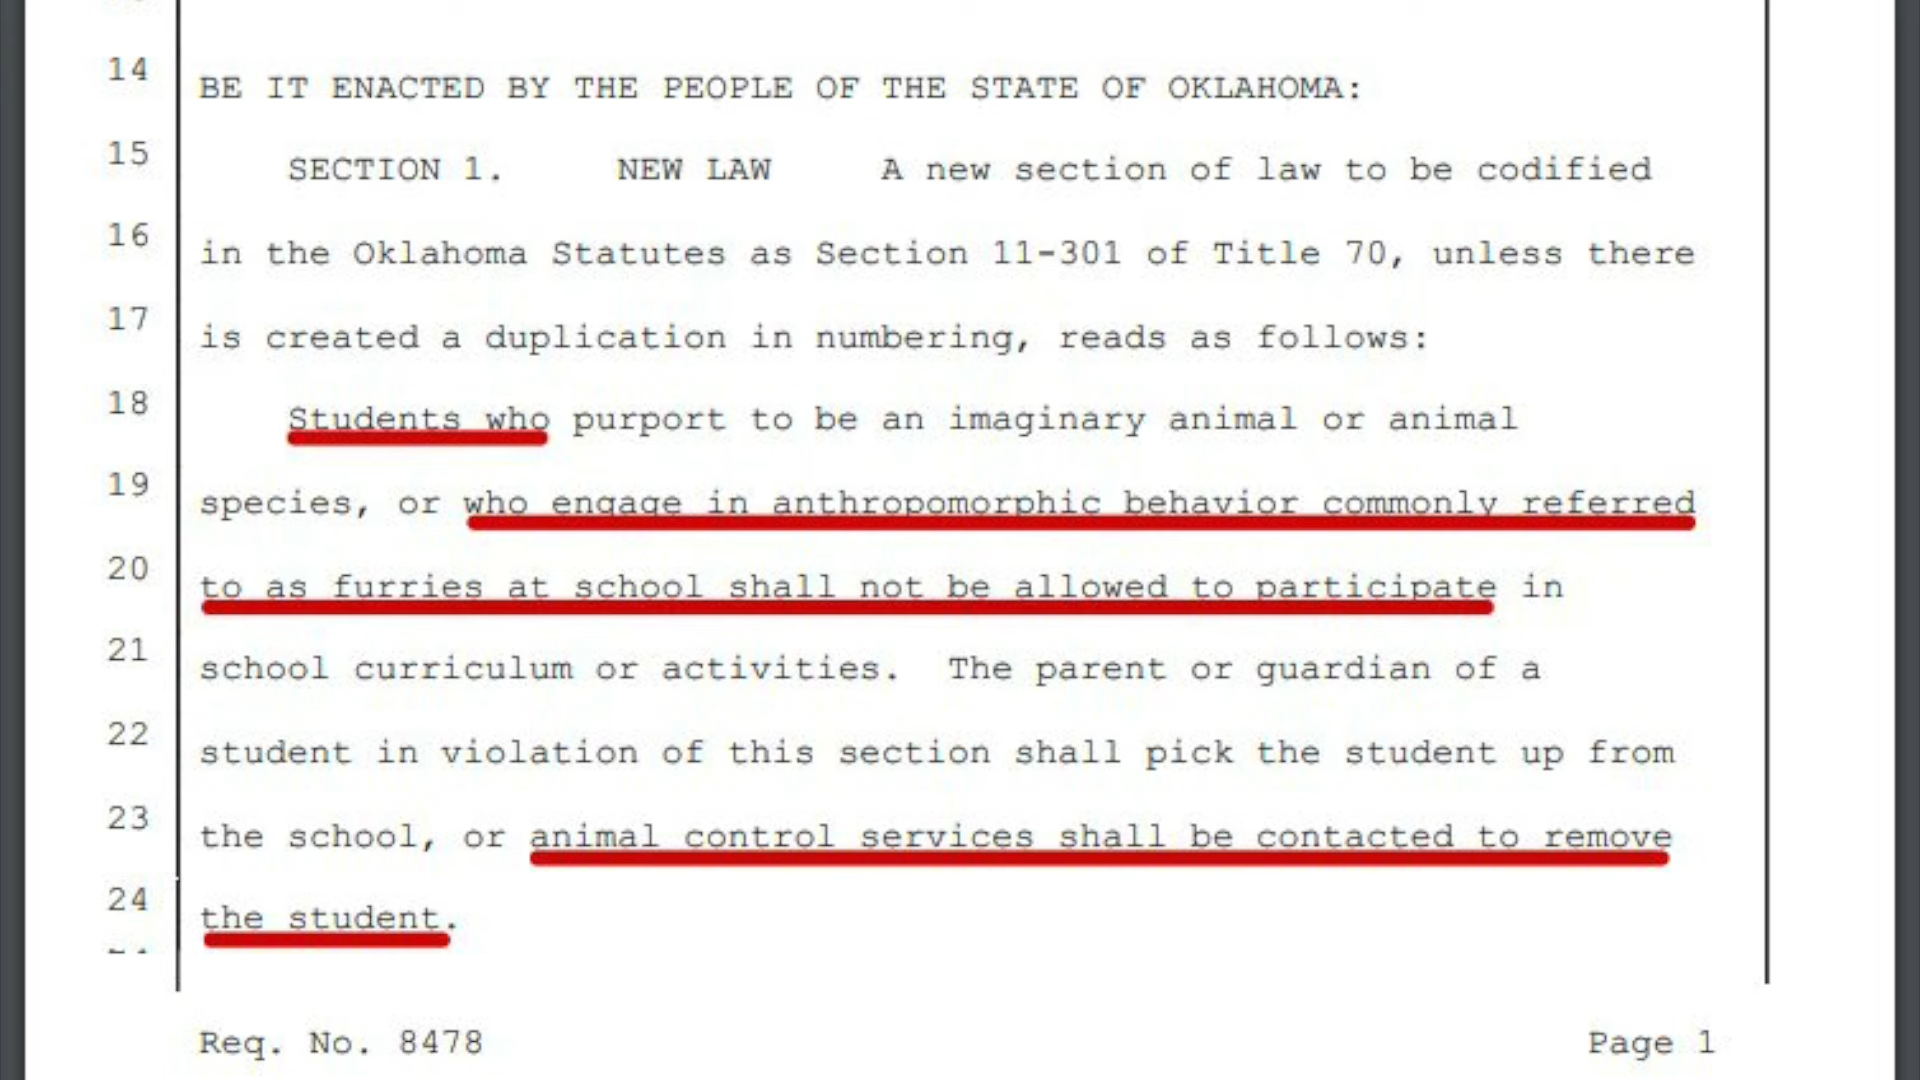 14 BE IT ENACTED BY THE PEOPLE OF THE STATE OF OKLAHOMA:
15 SECTION 1. NEW LAW A new section of law to be codified
16 in the Oklahoma Statutes as Section 11-301 of Title 70, unless there
17 is created a duplication in numbering, reads as follows:
18 Students who purport to be an imaginary animal or animal
19 species, or who engage in anthropomorphic behavior commonly referred
20 to as furries at school shall not be allowed to participate in
21 school curriculum or activities. The parent or guardian of a
22 student in violation of this section shall pick the student up from
23 the school, or animal control services shall be contacted to remove
24 the student.
Req. No. 8478 Page 1